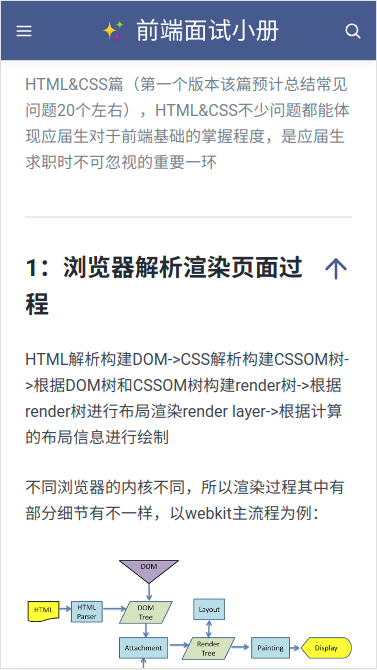 前端面试小册
HTML&CSS篇（第一个版本该篇预计总结常见
问题20个左右），HTML&CSS不少问题都能体
现应届生对于前端基础的掌握程度，是应届生
求职时不可忽视的重要一环
1：浏览器解析渲染页面过
程
HTML解析构建DOM->CSS解析构建CSSOM树-
>根据DOM树和CSSOM树构建render树->根据
render树进行布局渲染render layer->根据计算
的布局信息进行绘制
不同浏览器的内核不同，所以渲染过程其中有
部分细节有不一样，以webkit主流程为例：
DOM
HTML
HTML
Parser
DOM
Tree
Layout
Attachment
Render
Tree
Painting
Display